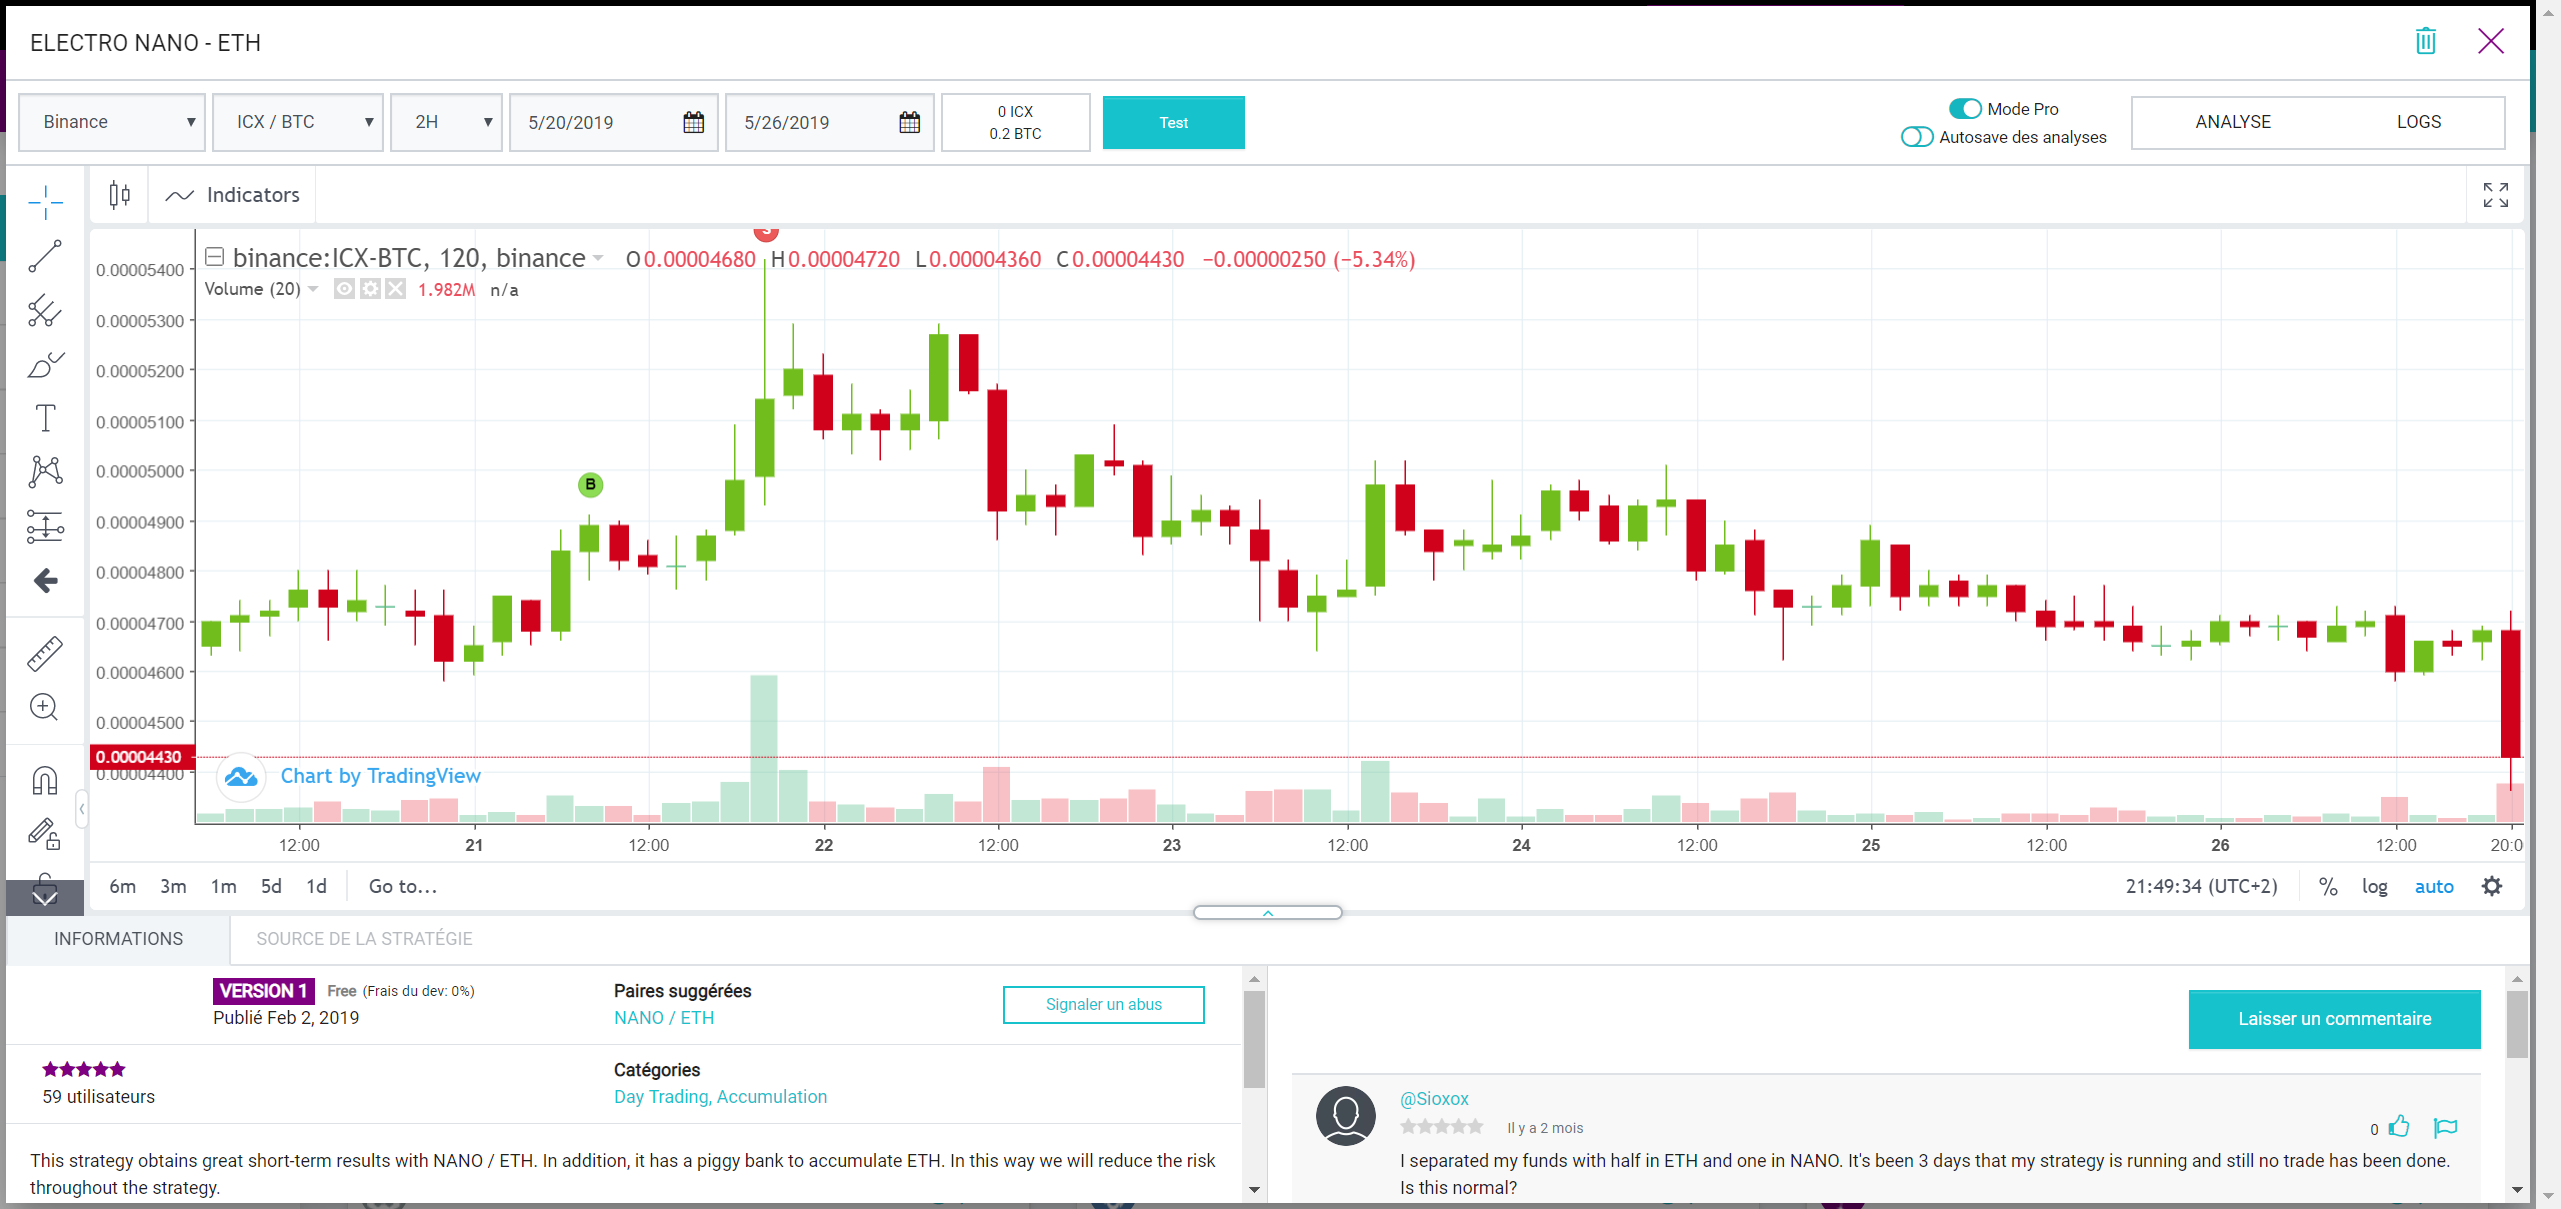 ELECTRO NANO - ETH
Binance
ICX / BTC
2H
5/20/2019
5/26/2019
0 ICX
0.2 BTC
Test
Mode Pro
Autosave des analyses
ANALYSE
LOGS
Indicators
binance:ICX-BTC, 120, binance O 0.00004680 H 0.00004720 L 0.00004360 C 0.00004430 −0.00000250 (−5.34%)
Volume (20) 1.982M n/a
0.00005400
0.00005300
0.00005200
0.00005100
0.00005000
0.00004900
0.00004800
0.00004700
0.00004600
0.00004500
0.00004430
0.00004400
B
Chart by TradingView
12:00 21 12:00 22 12:00 23 12:00 24 12:00 25 12:00 26 12:00 20:0
6m 3m 1m 5d 1d Go to...
21:49:34 (UTC+2) % log auto
INFORMATIONS
SOURCE DE LA STRATÉGIE
VERSION 1 Free (Frais du dev: 0%)
Publié Feb 2, 2019
Paires suggérées
NANO / ETH
Signaler un abus
59 utilisateurs
Catégories
Day Trading, Accumulation
This strategy obtains great short-term results with NANO / ETH. In addition, it has a piggy bank to accumulate ETH. In this way we will reduce the risk
throughout the strategy.
Laisser un commentaire
@Sioxox
Il y a 2 mois
0
I separated my funds with half in ETH and one in NANO. It's been 3 days that my strategy is running and still no trade has been done.
Is this normal?